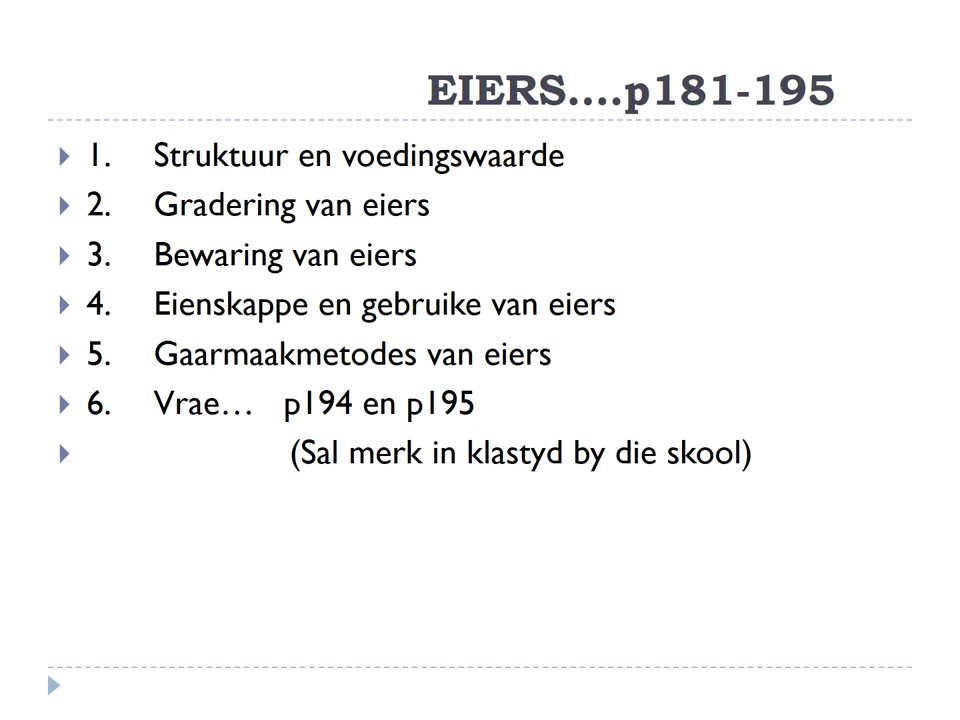 EIERS....p181-195
1. Struktuur en voedingswaarde
2. Gradering van eiers
3. Bewaring van eiers
4. Eienskappe en gebruike van eiers
5. Gaarmaakmetodes van eiers
6. Vrae… p194 en p195
(Sal merk in klastyd by die skool)